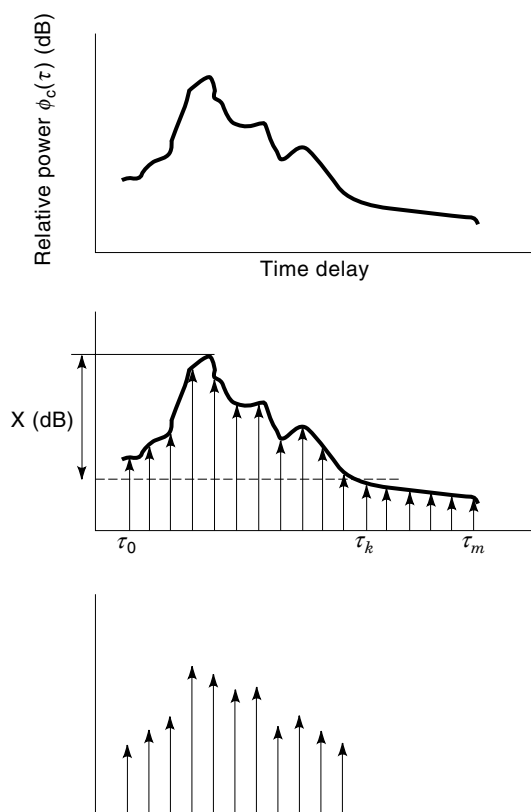 Relative power ϕc(τ) (dB)
Time delay
X (dB)
τ0
τk
τm